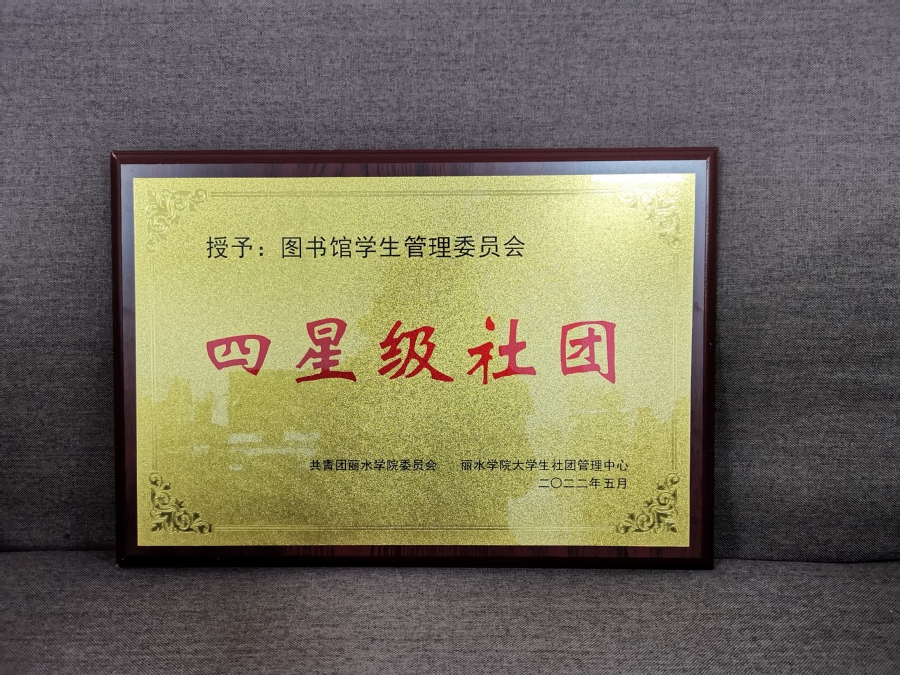 授予：图书馆学生管理委员会
四星级社团
共青团丽水学院委员会 丽水学院大学生社团管理中心
二〇二二年五月